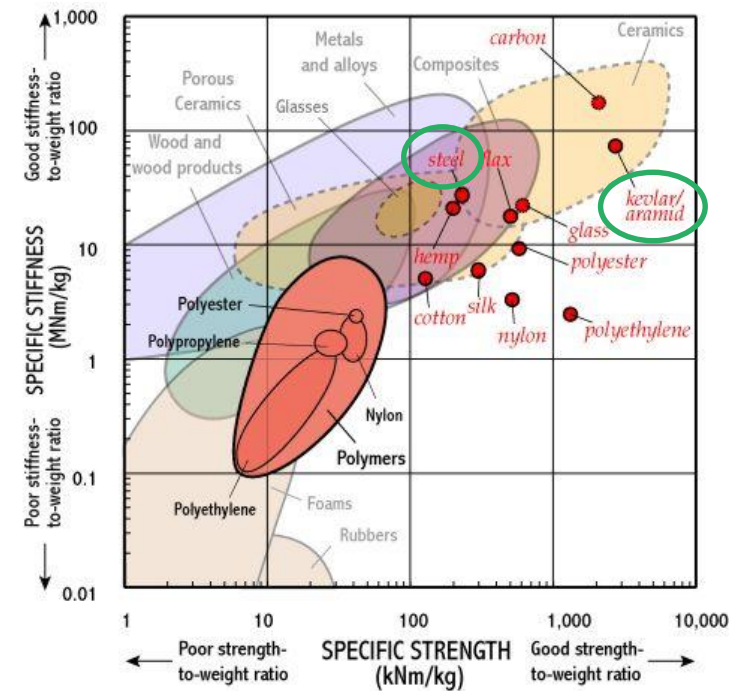 1,000
100
10
1
0.1
0.01
Good stiffness-
to-weight ratio
SPECIFIC STIFFNESS
(MNm/kg)
Poor stiffness-
to-weight ratio
Metals
and alloys
carbon
Ceramics
Composites
Porous
Ceramics
Glasses
Wood and
wood products
steel
flax
kevlar/
aramid
glass
hemp
polyester
cotton
silk
nylon
polyethylene
Polyester
Polypropylene
Nylon
Polymers
Polyethylene
Foams
Rubbers
1
10
100
1,000
10,000
Poor strength-
to-weight ratio
SPECIFIC STRENGTH
(kNm/kg)
Good strength-
to-weight ratio